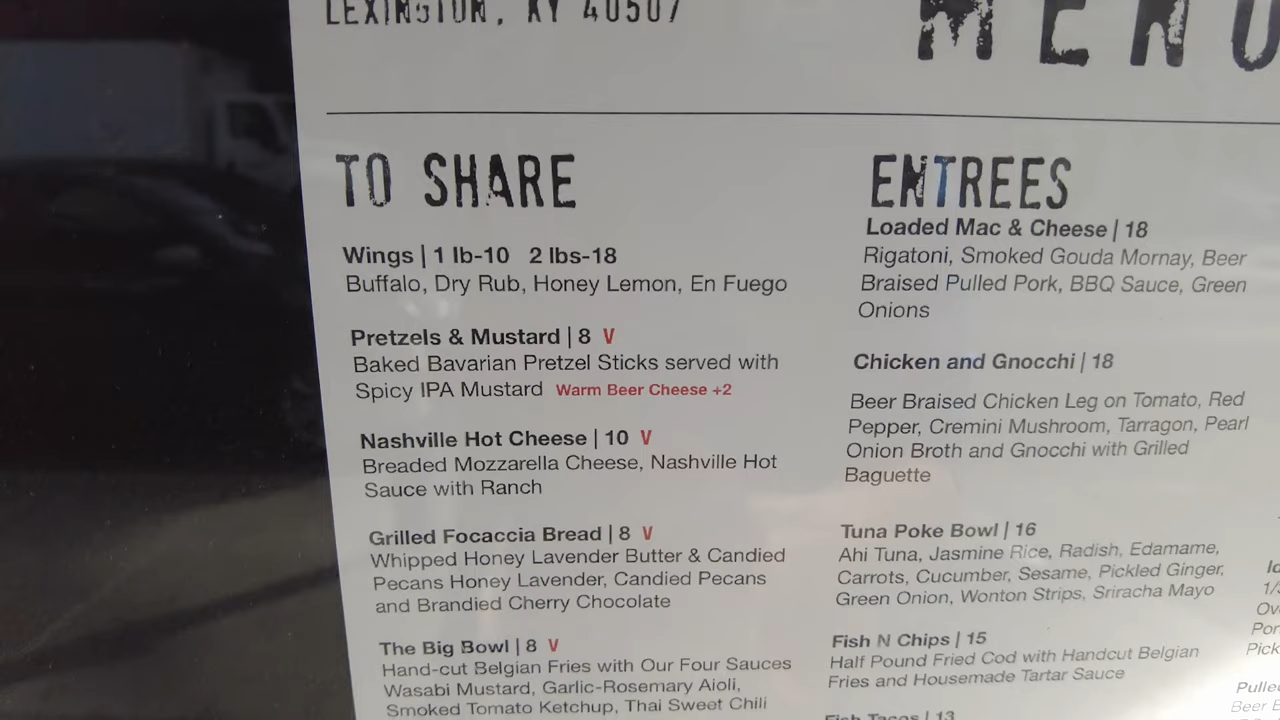 LEXINGTON, KY 40507
MENU
TO SHARE
Wings | 1 lb-10 2 lbs-18
Buffalo, Dry Rub, Honey Lemon, En Fuego
Pretzels & Mustard | 8 V
Baked Bavarian Pretzel Sticks served with
Spicy IPA Mustard Warm Beer Cheese +2
Nashville Hot Cheese | 10 V
Breaded Mozzarella Cheese, Nashville Hot
Sauce with Ranch
Grilled Focaccia Bread | 8 V
Whipped Honey Lavender Butter & Candied
Pecans Honey Lavender, Candied Pecans
and Brandied Cherry Chocolate
The Big Bowl | 8 V
Hand-cut Belgian Fries with Our Four Sauces
Wasabi Mustard, Garlic-Rosemary Aioli,
Smoked Tomato Ketchup, Thai Sweet Chili
ENTREES
Loaded Mac & Cheese | 18
Rigatoni, Smoked Gouda Mornay, Beer
Braised Pulled Pork, BBQ Sauce, Green
Onions
Chicken and Gnocchi | 18
Beer Braised Chicken Leg on Tomato, Red
Pepper, Cremini Mushroom, Tarragon, Pearl
Onion Broth and Gnocchi with Grilled
Baguette
Tuna Poke Bowl | 16
Ahi Tuna, Jasmine Rice, Radish, Edamame,
Carrots, Cucumber, Sesame, Pickled Ginger,
Green Onion, Wonton Strips, Sriracha Mayo
Fish N Chips | 15
Half Pound Fried Cod with Handcut Belgian
Fries and Housemade Tartar Sauce
Fish Tacos | 13